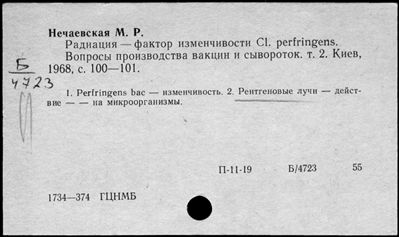 Нечаевская М. Р.
Радиация — фактор изменчивости Cl. perfringens.
Вопросы производства вакцин и сывороток. т. 2. Киев,
1968, с. 100—101.
Б
4723
1. Perfringens bac — изменчивость. 2. Рентгеновые лучи — дейст-
вие — — на микроорганизмы.
П-11-19 Б/4723 55
1734—374 ГЦНМБ